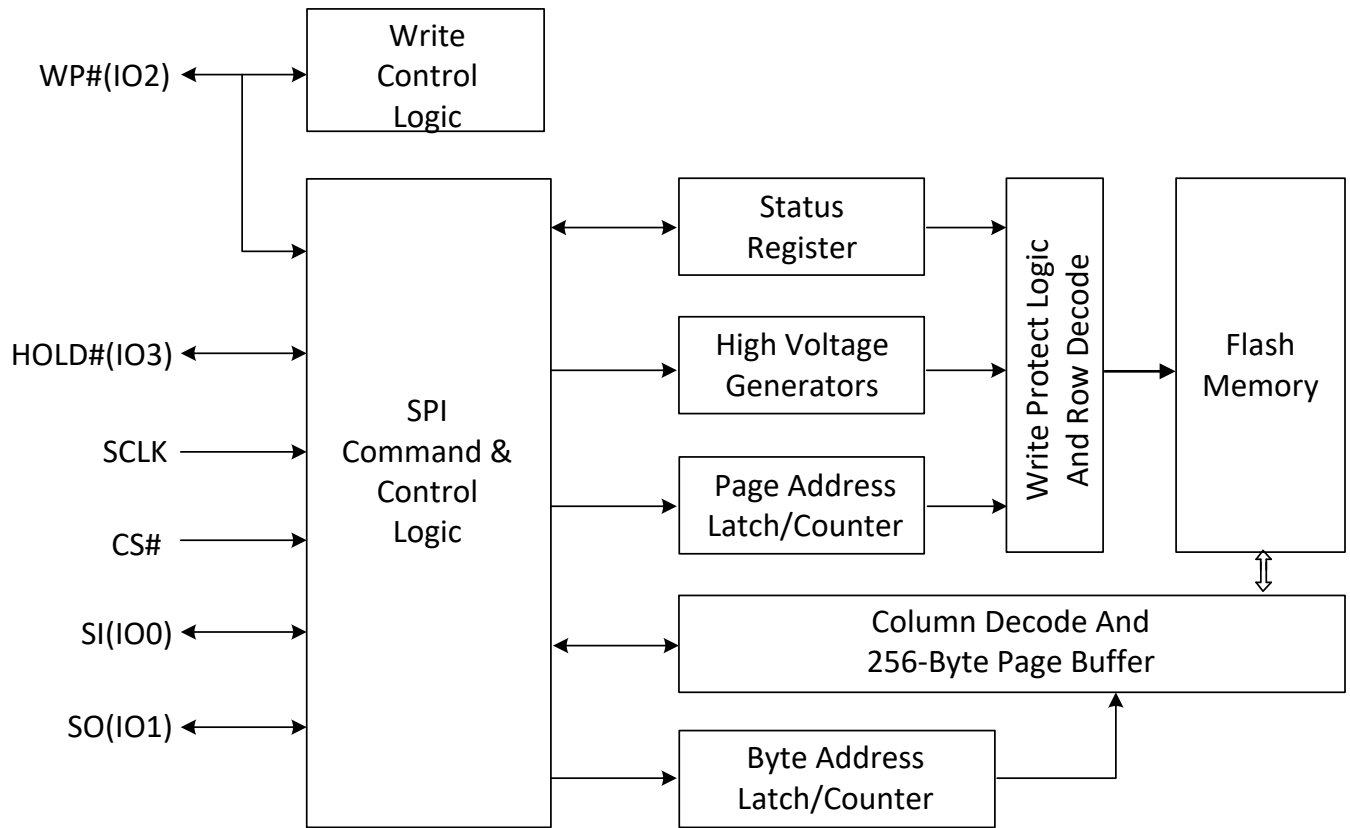 Write
Control
Logic
WP#(IO2)
HOLD#(IO3)
SCLK
CS#
SI(IO0)
SO(IO1)
SPI
Command &
Control
Logic
Status
Register
High Voltage
Generators
Page Address
Latch/Counter
Write Protect Logic
And Row Decode
Flash
Memory
Column Decode And
256-Byte Page Buffer
Byte Address
Latch/Counter